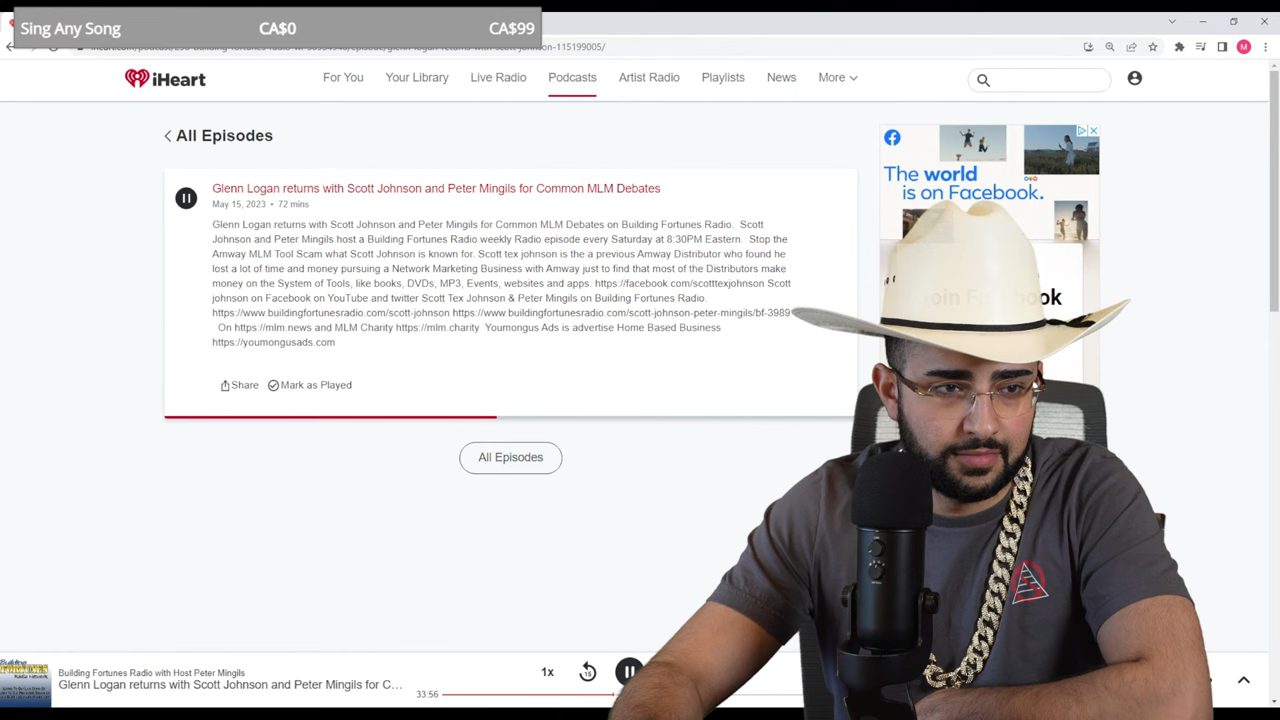 Sing Any Song CA$0 CA$99
iHeart For You Your Library Live Radio Podcasts Artist Radio Playlists News More
M
All Episodes
Glenn Logan returns with Scott Johnson and Peter Mingils for Common MLM Debates
May 15, 2023 • 72 mins
Glenn Logan returns with Scott Johnson and Peter Mingils for Common MLM Debates on Building Fortunes Radio. Scott
Johnson and Peter Mingils host a Building Fortunes Radio weekly Radio episode every Saturday at 8:30PM Eastern. Stop the
Amway MLM Tool Scam what Scott Johnson is known for. Scott tex johnson is the a previous Amway Distributor who found he
lost a lot of time and money pursuing a Network Marketing Business with Amway just to find that most of the Distributors make
money on the System of Tools, like books, DVDs, MP3, Events, websites and apps. https://facebook.com/scotttexjohnson Scott
johnson on Facebook on YouTube and twitter Scott Tex Johnson & Peter Mingils on Building Fortunes Radio.
https://www.buildingfortunesradio.com/scott-johnson https://www.buildingfortunesradio.com/scott-johnson-peter-mingils/bf-3989
On https://mlm.news and MLM Charity https://mlm.charity Youmongus Ads is advertise Home Based Business
https://youmongusads.com
Share Mark as Played
All Episodes
The world
is on Facebook.
Facebook
Building Fortunes Radio with Host Peter Mingils
Glenn Logan returns with Scott Johnson and Peter Mingils for C...
1x
15
33:56